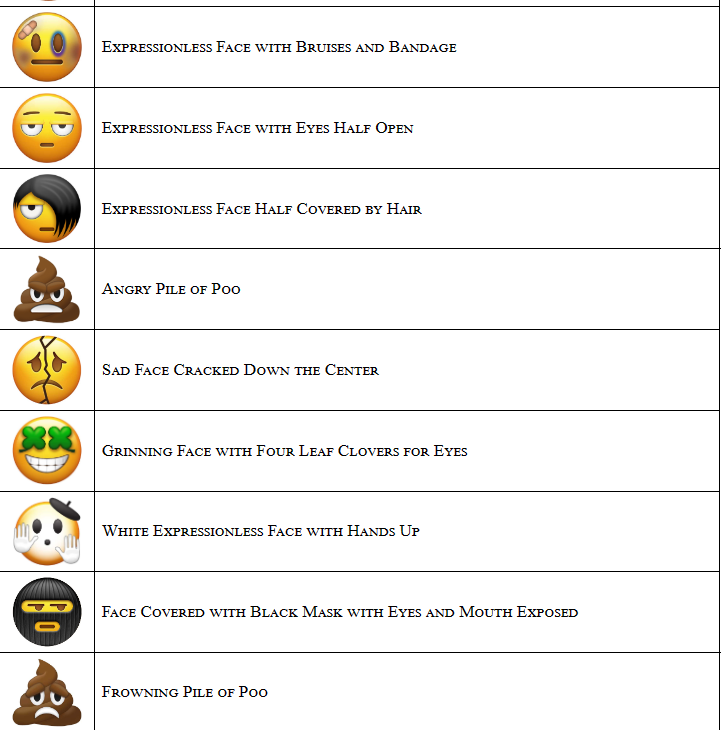 Expressionless Face with Bruises and Bandage
Expressionless Face with Eyes Half Open
Expressionless Face Half Covered by Hair
Angry Pile of Poo
Sad Face Cracked Down the Center
Grinning Face with Four Leaf Clovers for Eyes
White Expressionless Face with Hands Up
Face Covered with Black Mask with Eyes and Mouth Exposed
Frowning Pile of Poo